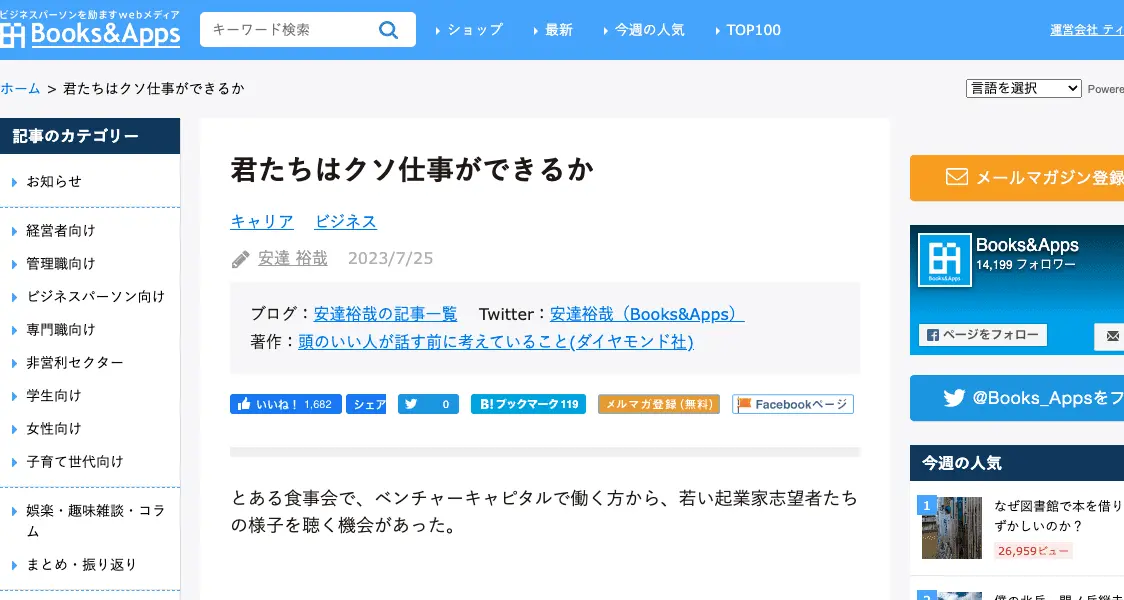 ビジネスパーソンを励ますwebメディア
Books&Apps
キーワード検索
ショップ
最新
今週の人気
TOP100
運営会社 ティ
ホーム > 君たちはクソ仕事ができるか
言語を選択
Powere
記事のカテゴリー
お知らせ
経営者向け
管理職向け
ビジネスパーソン向け
専門職向け
非営利セクター
学生向け
女性向け
子育て世代向け
娯楽・趣味雑談・コラ
ム
まとめ・振り返り
君たちはクソ仕事ができるか
キャリア ビジネス
安達 裕哉 2023/7/25
ブログ：安達裕哉の記事一覧 Twitter：安達裕哉（Books&Apps）
著作：頭のいい人が話す前に考えていること(ダイヤモンド社)
いいね！ 1,682
シェア
0
B!ブックマーク 119
メルマガ登録 (無料)
Facebookページ
とある食事会で、ベンチャーキャピタルで働く方から、若い起業家志望者たち
の様子を聴く機会があった。
メールマガジン登録
Books&Apps
Books&Apps
14,199 フォロワー
ページをフォロー
@Books_Appsをフ
今週の人気
1
なぜ図書館で本を借り
ずかしいのか？
26,959ビュー
2